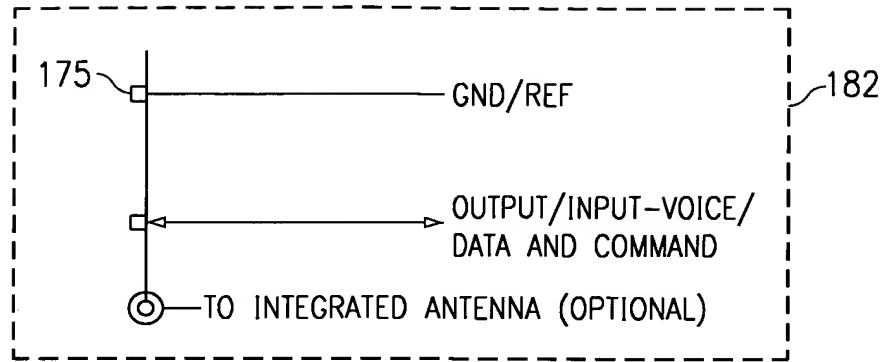 175
GND/REF
182
OUTPUT/INPUT-VOICE/
DATA AND COMMAND
TO INTEGRATED ANTENNA (OPTIONAL)